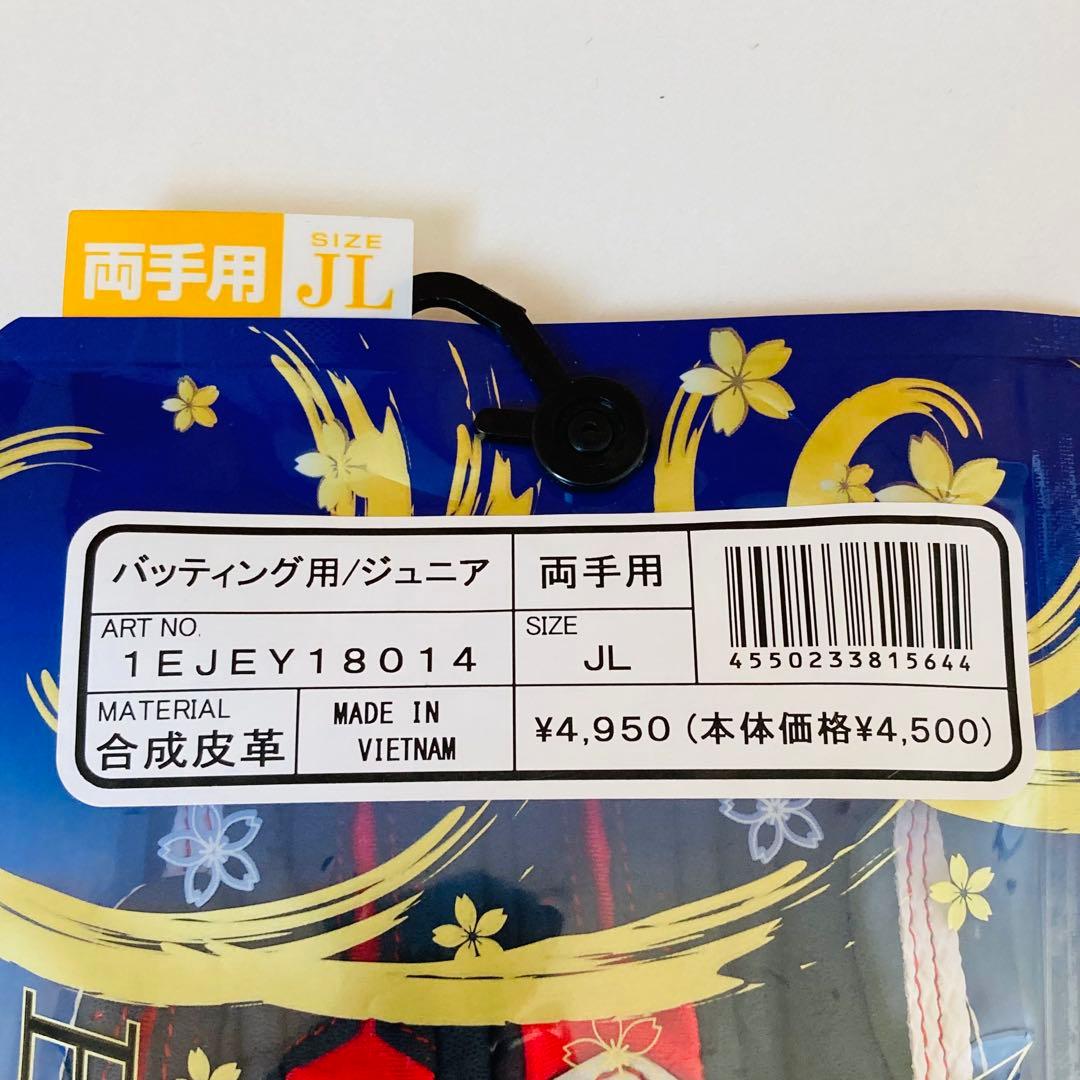 両手用
SIZE
JL
バッティング用/ジュニア
両手用
ART NO.
1EJEY18014
SIZE
JL
4550233815644
MATERIAL
合成皮革
MADE IN
VIETNAM
¥4,950 (本体価格¥4,500)